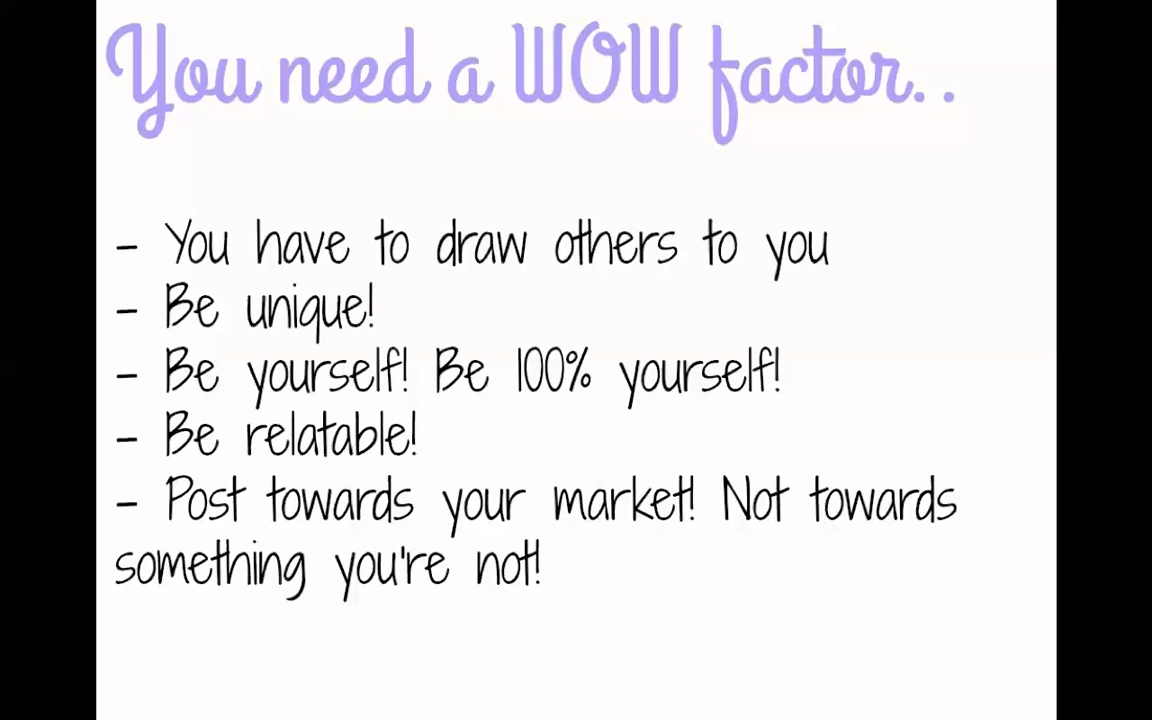 You need a WOW factor..
- You have to draw others to you
- Be unique!
- Be yourself! Be 100% yourself!
- Be relatable!
- Post towards your market! Not towards
something you're not!